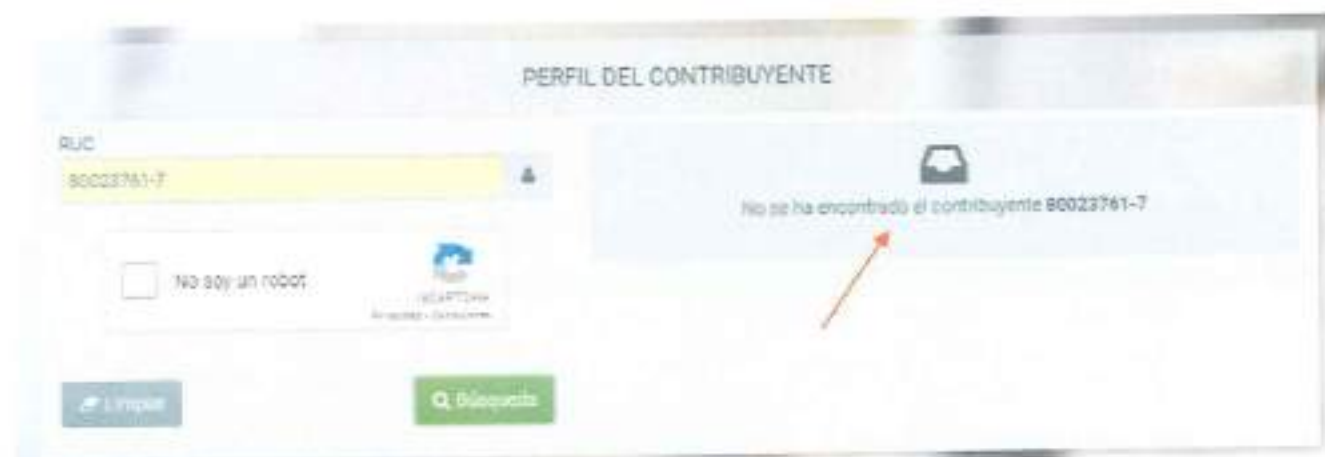 PERFIL DEL CONTRIBUYENTE
RUC
80023761-7
No soy un robot
reCAPTCHA
Limpiar
Búsqueda
No se ha encontrado el contribuyente 80023761-7